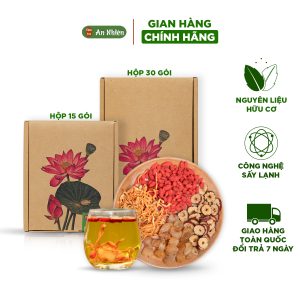 An Nhiên
GIAN HÀNG
CHÍNH HÃNG
HỘP 30 GÓI
HỘP 15 GÓI
NGUYÊN LIỆU
HỮU CƠ
CÔNG NGHỆ
SẤY LẠNH
GIAO HÀNG
TOÀN QUỐC
ĐỔI TRẢ 7 NGÀY